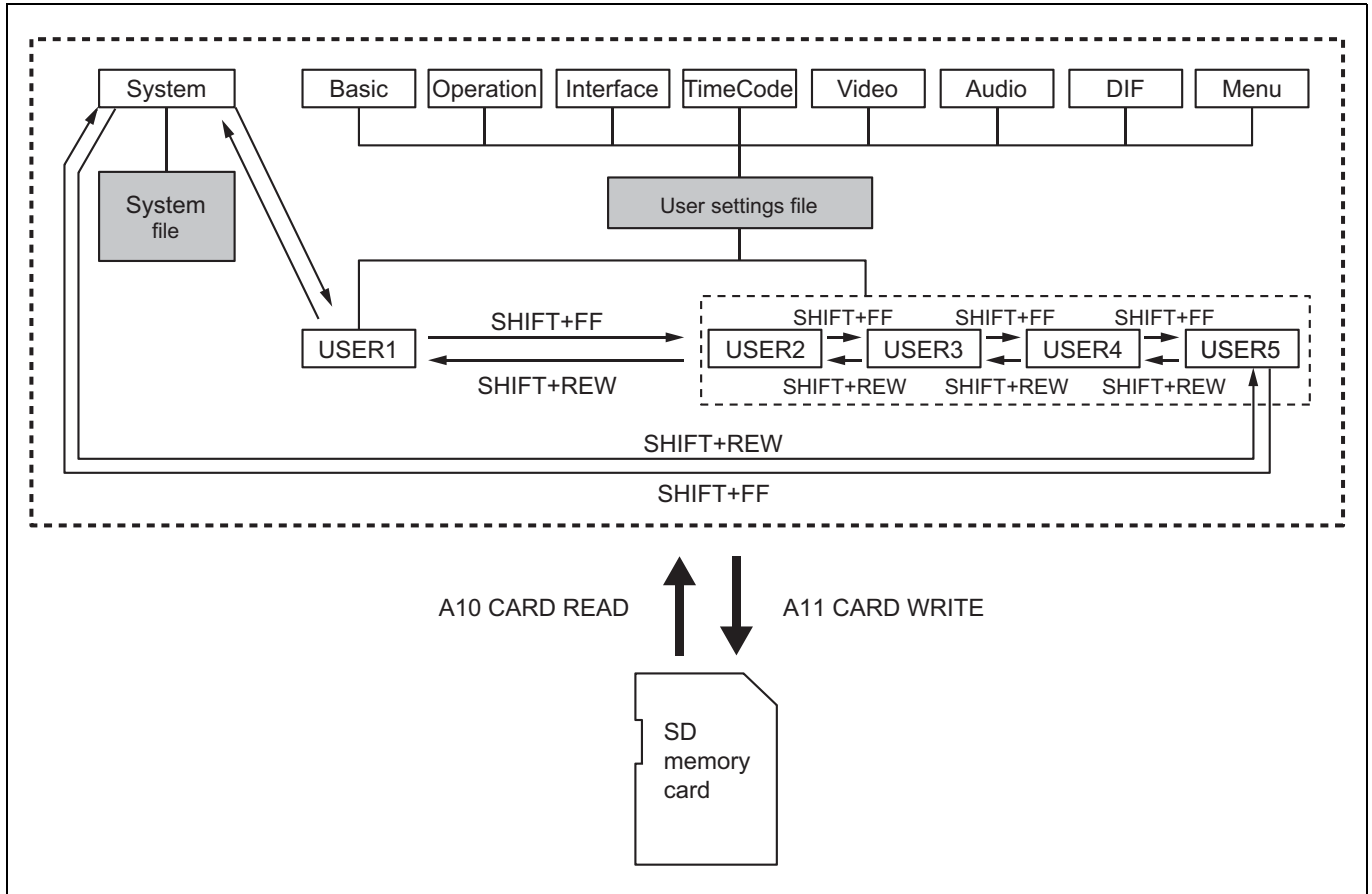 System
Basic
Operation
Interface
TimeCode
Video
Audio
DIF
Menu
System
file
User settings file
SHIFT+FF
SHIFT+FF
SHIFT+FF
SHIFT+FF
USER1
USER2
USER3
USER4
USER5
SHIFT+REW
SHIFT+REW
SHIFT+REW
SHIFT+REW
SHIFT+REW
SHIFT+FF
A10 CARD READ
A11 CARD WRITE
SD
memory
card